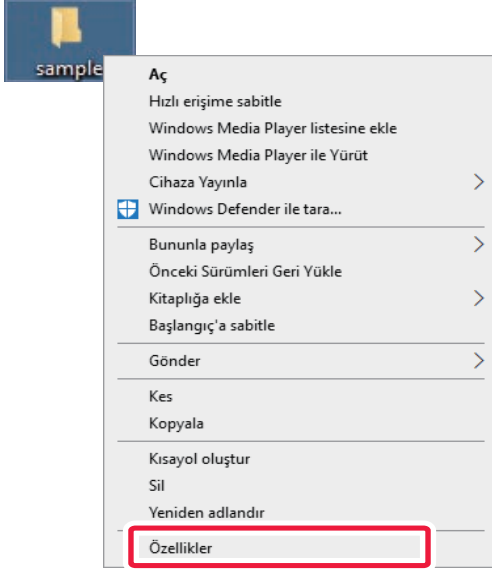 sample
Aç
Hızlı erişime sabitle
Windows Media Player listesine ekle
Windows Media Player ile Yürüt
Cihaza Yayınla
Windows Defender ile tara...
Bununla paylaş
Önceki Sürümleri Geri Yükle
Kitaplığa ekle
Başlangıç'a sabitle
Gönder
Kes
Kopyala
Kısayol oluştur
Sil
Yeniden adlandır
Özellikler